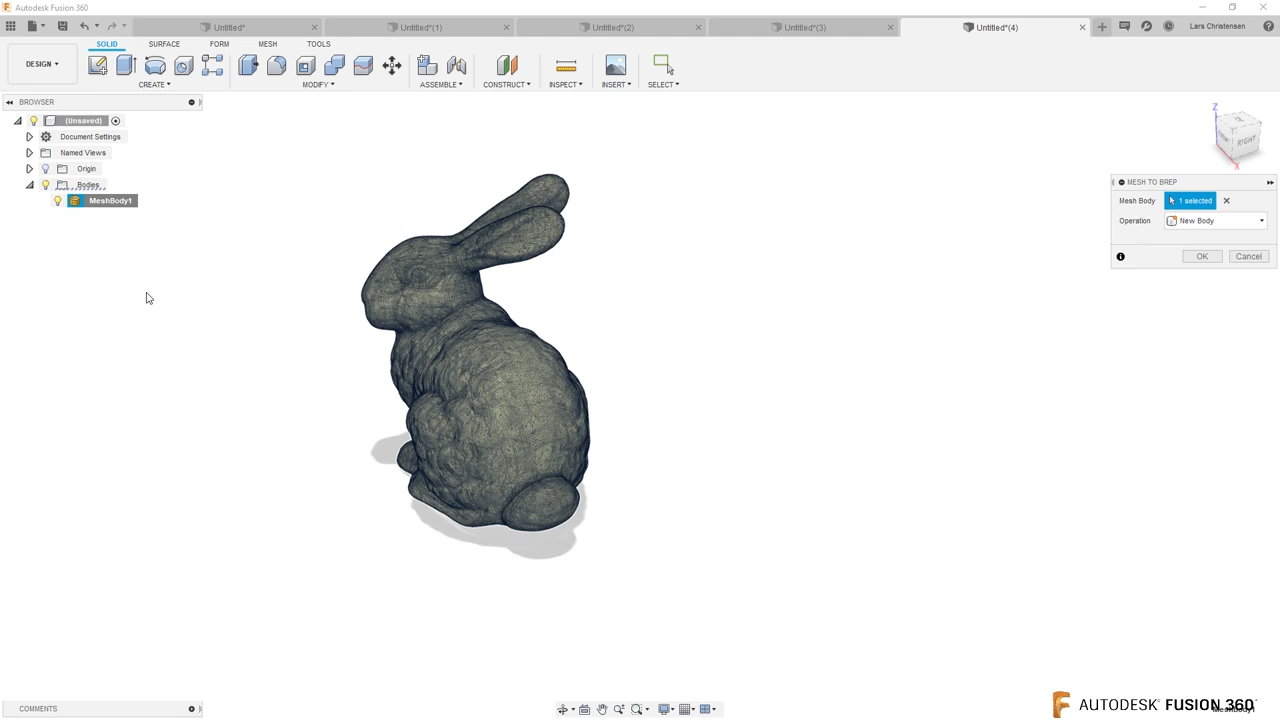 Autodesk Fusion 360
Untitled*
Untitled*(1)
Untitled*(2)
Untitled*(3)
Untitled*(4)
Lars Christensen
DESIGN
SOLID SURFACE FORM MESH TOOLS
CREATE MODIFY ASSEMBLE CONSTRUCT INSPECT INSERT SELECT
BROWSER
(Unsaved)
Document Settings
Named Views
Origin
Bodies
MeshBody1
Z
RIGHT
X
MESH TO BREP
Mesh Body 1 selected
Operation New Body
OK Cancel
COMMENTS
AUTODESK® FUSION 360™
MeshBody1